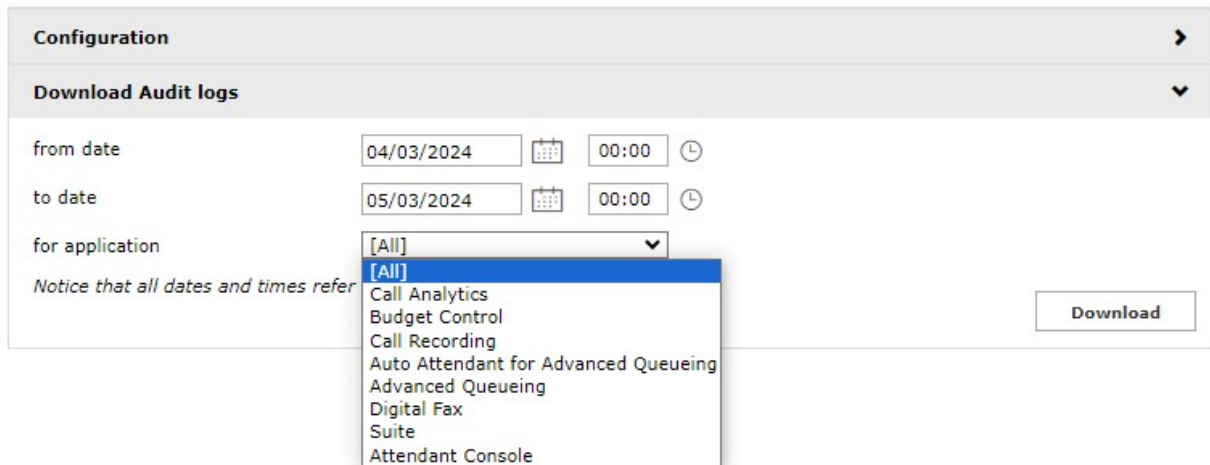 Configuration
Download Audit logs
from date 04/03/2024 00:00
to date 05/03/2024 00:00
for application [All]
[All]
Notice that all dates and times refer
Call Analytics
Budget Control
Download
Call Recording
Auto Attendant for Advanced Queueing
Advanced Queueing
Digital Fax
Suite
Attendant Console